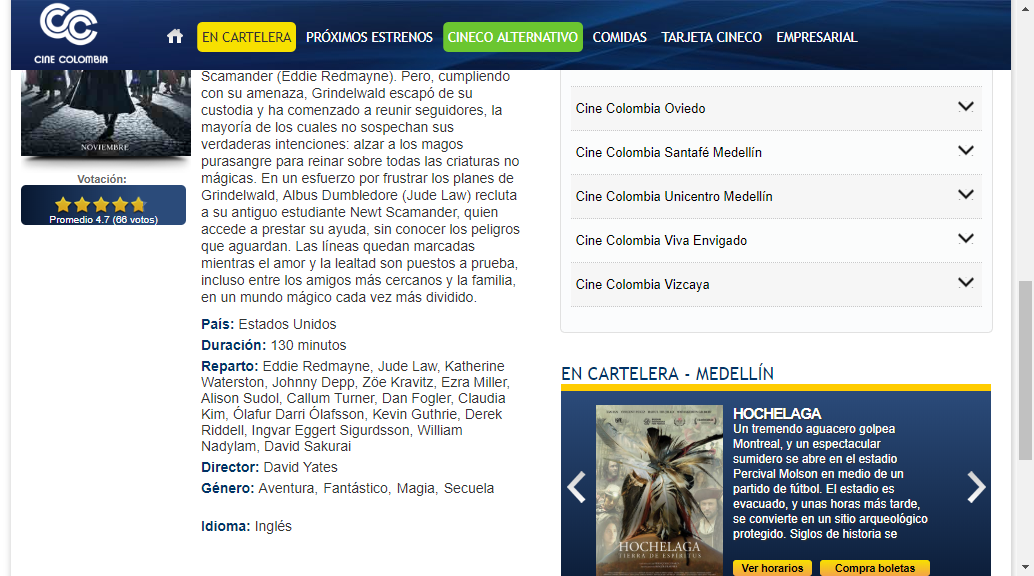 CINE COLOMBIA
EN CARTELERA
PRÓXIMOS ESTRENOS
CINECO ALTERNATIVO
COMIDAS
TARJETA CINECO
EMPRESARIAL
NOVIEMBRE
Votación:
Promedio 4.7 (66 votos)
Scamander (Eddie Redmayne). Pero, cumpliendo
con su amenaza, Grindelwald escapó de su
custodia y ha comenzado a reunir seguidores, la
mayoría de los cuales no sospechan sus
verdaderas intenciones: alzar a los magos
purasangre para reinar sobre todas las criaturas no
mágicas. En un esfuerzo por frustrar los planes de
Grindelwald, Albus Dumbledore (Jude Law) recluta
a su antiguo estudiante Newt Scamander, quien
accede a prestar su ayuda, sin conocer los peligros
que aguardan. Las líneas quedan marcadas
mientras el amor y la lealtad son puestos a prueba,
incluso entre los amigos más cercanos y la familia,
en un mundo mágico cada vez más dividido.
País: Estados Unidos
Duración: 130 minutos
Reparto: Eddie Redmayne, Jude Law, Katherine
Waterston, Johnny Depp, Zöe Kravitz, Ezra Miller,
Alison Sudol, Callum Turner, Dan Fogler, Claudia
Kim, Ólafur Darri Ólafsson, Kevin Guthrie, Derek
Riddell, Ingvar Eggert Sigurdsson, William
Nadylam, David Sakurai
Director: David Yates
Género: Aventura, Fantástico, Magia, Secuela
Idioma: Inglés
Cine Colombia Oviedo
Cine Colombia Santafé Medellín
Cine Colombia Unicentro Medellín
Cine Colombia Viva Envigado
Cine Colombia Vizcaya
EN CARTELERA - MEDELLÍN
HOCHELAGA
TIERRA DE ESPÍRITUS
HOCHELAGA
Un tremendo aguacero golpea
Montreal, y un espectacular
sumidero se abre en el estadio
Percival Molson en medio de un
partido de fútbol. El estadio es
evacuado, y unas horas más tarde,
se convierte en un sitio arqueológico
protegido. Siglos de historia se
Ver horarios
Compra boletas